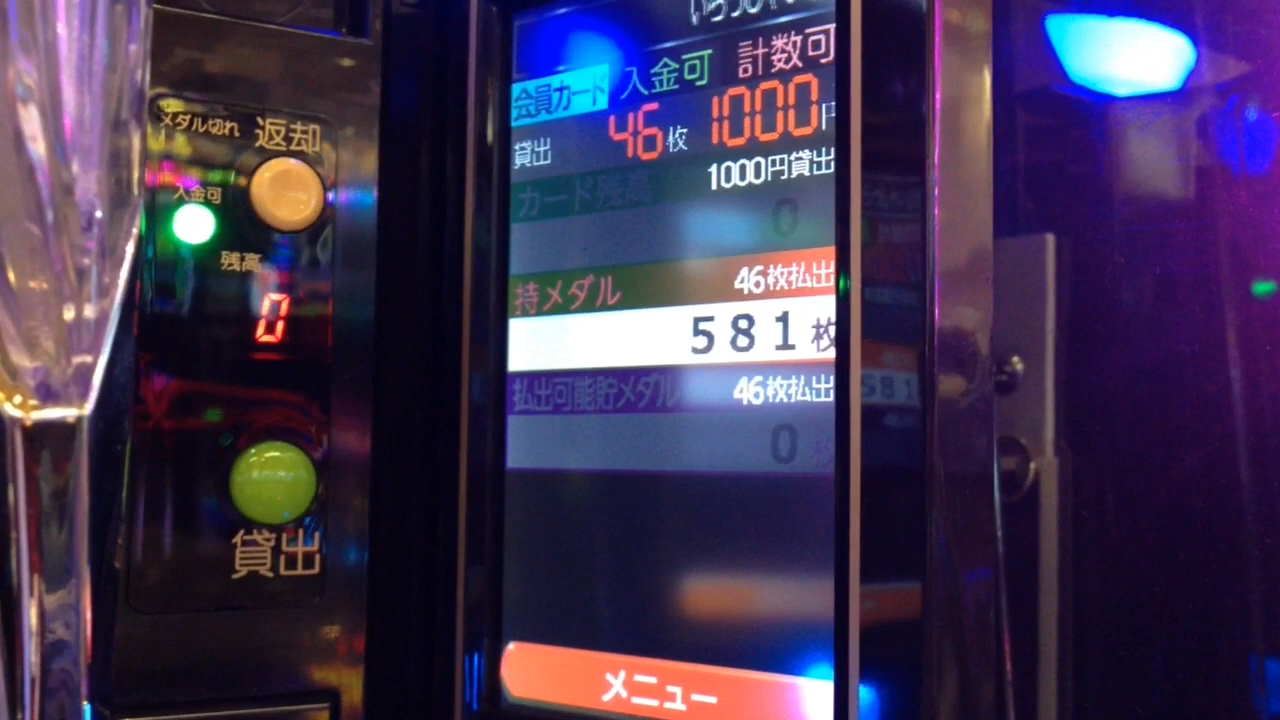 メダル切れ 返却
入金可
残高
0
貸出
会員カード 入金可 計数可
貸出 46枚 1000円
1000円貸出
カード残高
0
持メダル 46枚払出
581枚
払出可能貯メダル 46枚払出
0枚
メニュー